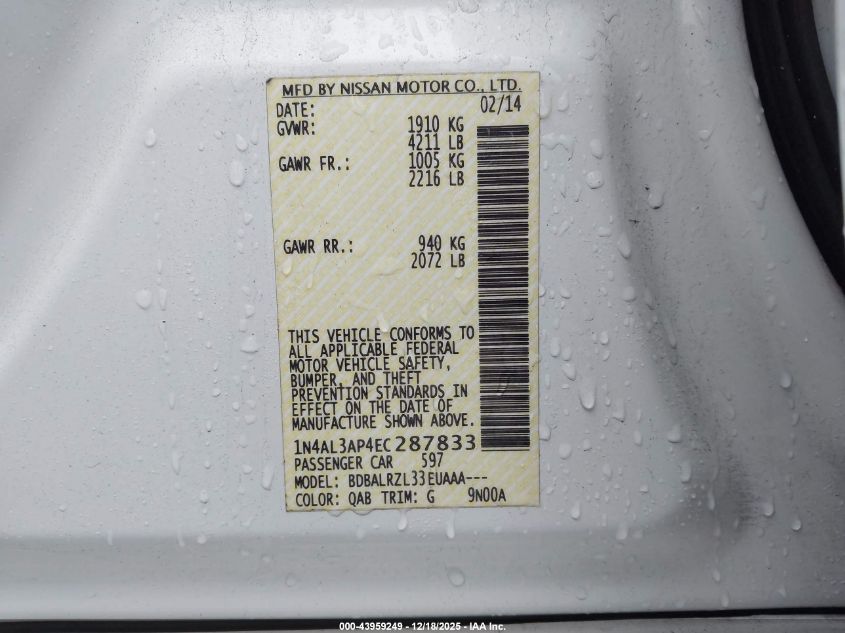 MFD BY NISSAN MOTOR CO., LTD.
DATE: 02/14
GVWR: 1910 KG
4211 LB
GAWR FR.: 1005 KG
2216 LB
GAWR RR.: 940 KG
2072 LB
THIS VEHICLE CONFORMS TO
ALL APPLICABLE FEDERAL
MOTOR VEHICLE SAFETY,
BUMPER, AND THEFT
PREVENTION STANDARDS IN
EFFECT ON THE DATE OF
MANUFACTURE SHOWN ABOVE.
1N4AL3AP4EC287833
PASSENGER CAR 597
MODEL: BDBALRZL33EUAAA---
COLOR: QAB TRIM: G 9N00A
000-43959249 - 12/18/2025 - IAA Inc.